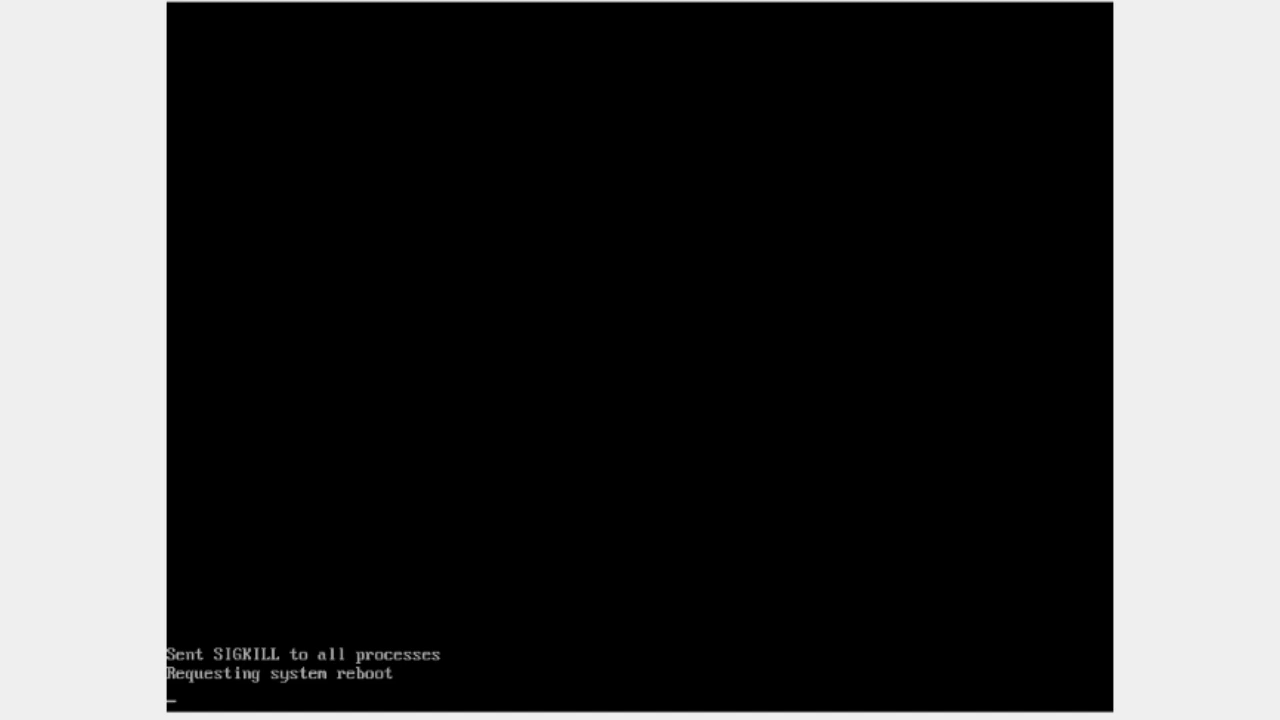 Sent SIGKILL to all processes
Requesting system reboot